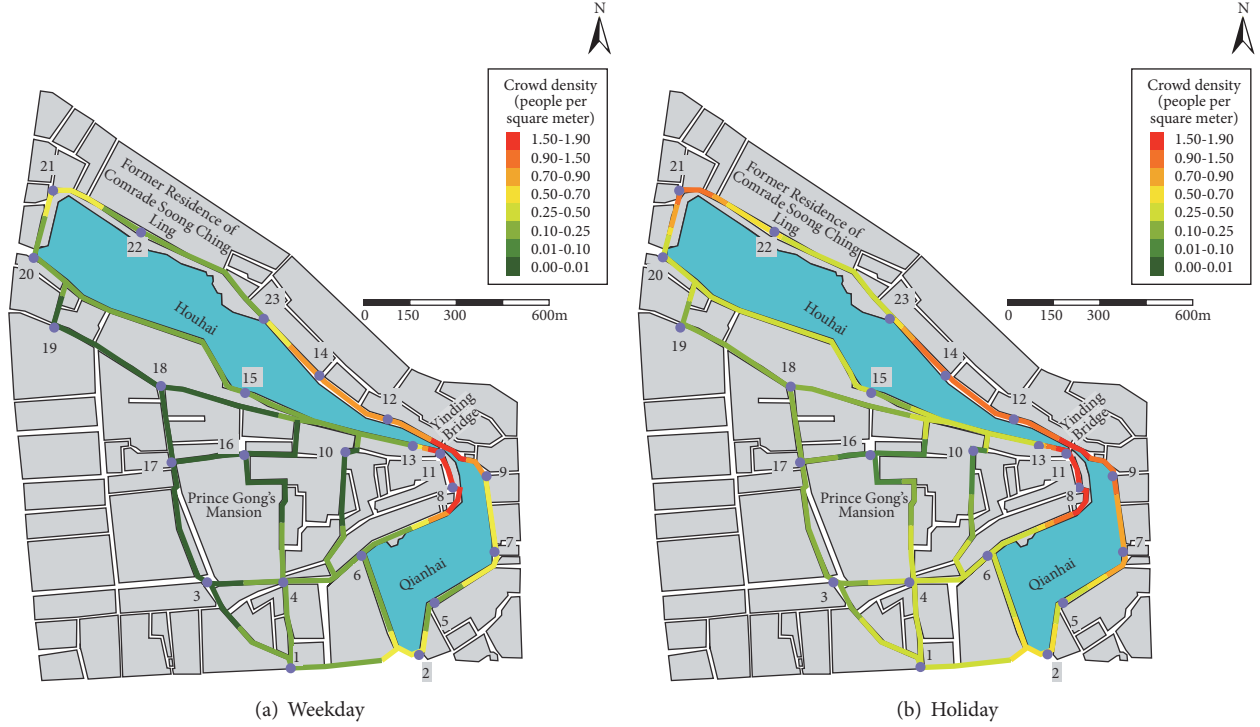 N
Crowd density
(people per
square meter)
1.50-1.90
0.90-1.50
0.70-0.90
0.50-0.70
0.25-0.50
0.10-0.25
0.01-0.10
0.00-0.01
0 150 300 600m
21
Former Residence of
Comrade Soong Ching
Ling
22
20
Houhai
23
19
14
18
15
12
Yinding
Bridge
16
10
13
17
11
9
Prince Gong's
Mansion
8
7
Qianhai
6
3
4
5
1
2
(a) Weekday
N
Crowd density
(people per
square meter)
1.50-1.90
0.90-1.50
0.70-0.90
0.50-0.70
0.25-0.50
0.10-0.25
0.01-0.10
0.00-0.01
0 150 300 600m
21
Former Residence of
Comrade Soong Ching
Ling
22
20
Houhai
23
19
14
18
15
12
Yinding
Bridge
16
10
13
17
11
9
Prince Gong's
Mansion
8
7
Qianhai
6
3
4
5
1
2
(b) Holiday